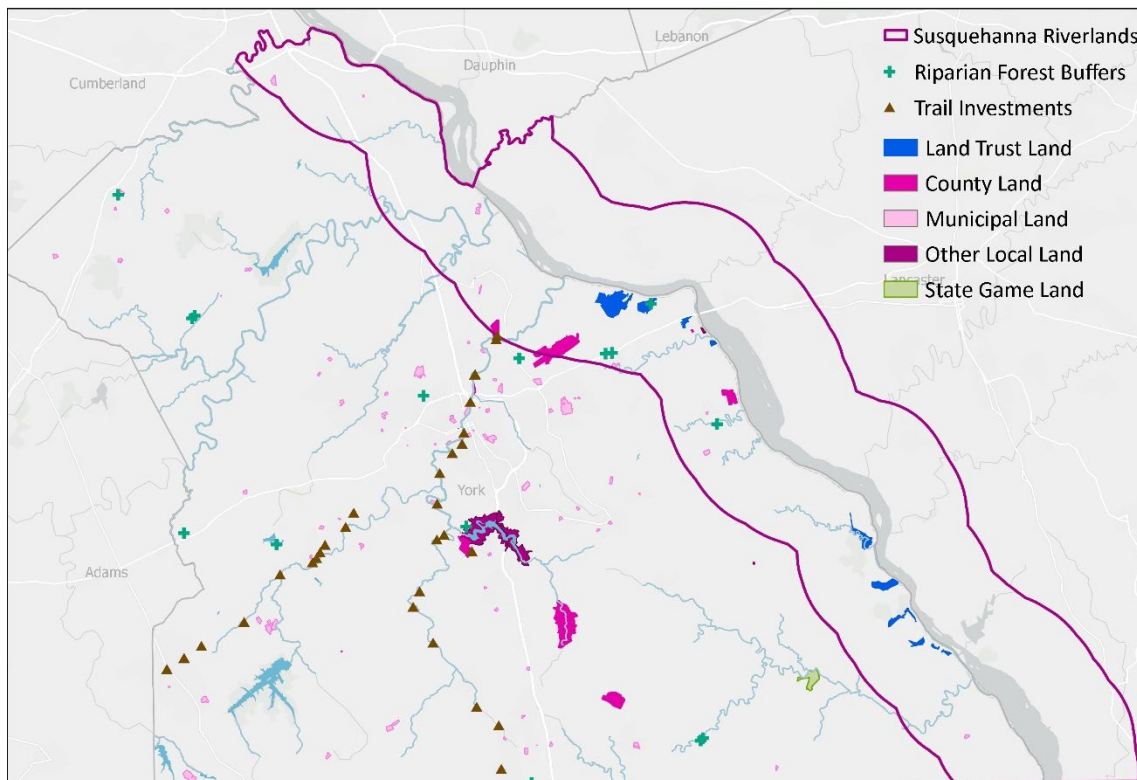 Lebanon
Dauphin
Cumberland
Lancaster
York
Adams
Susquehanna Riverlands
Riparian Forest Buffers
Trail Investments
Land Trust Land
County Land
Municipal Land
Other Local Land
State Game Land